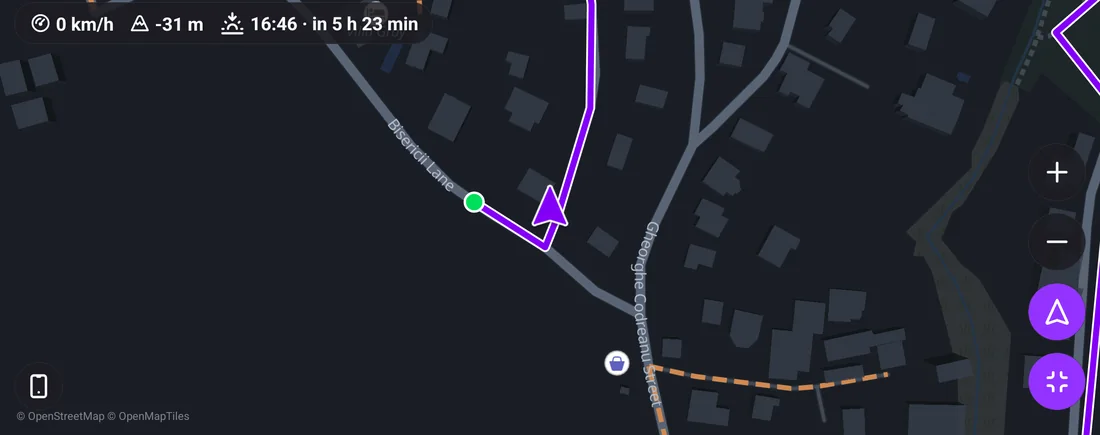 0 km/h -31 m 16:46 · in 5 h 23 min
Bisericii Lane
Gheorghe Codreanu Street
© OpenStreetMap © OpenMapTiles